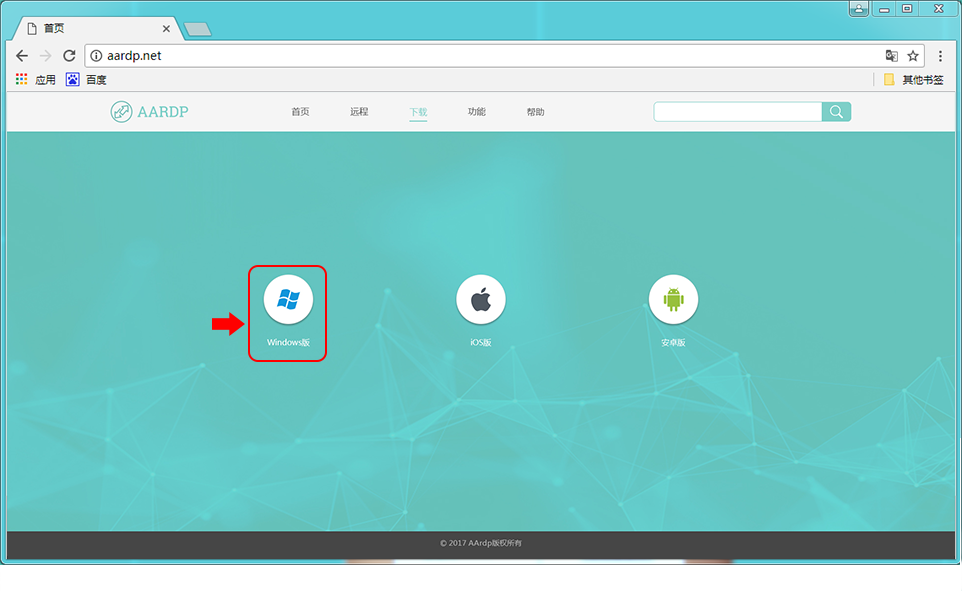 首页
aardp.net
应用 百度 其他书签
AARDP 首页 远程 下载 功能 帮助
Windows版 iOS版 安卓版
© 2017 AArdp版权所有